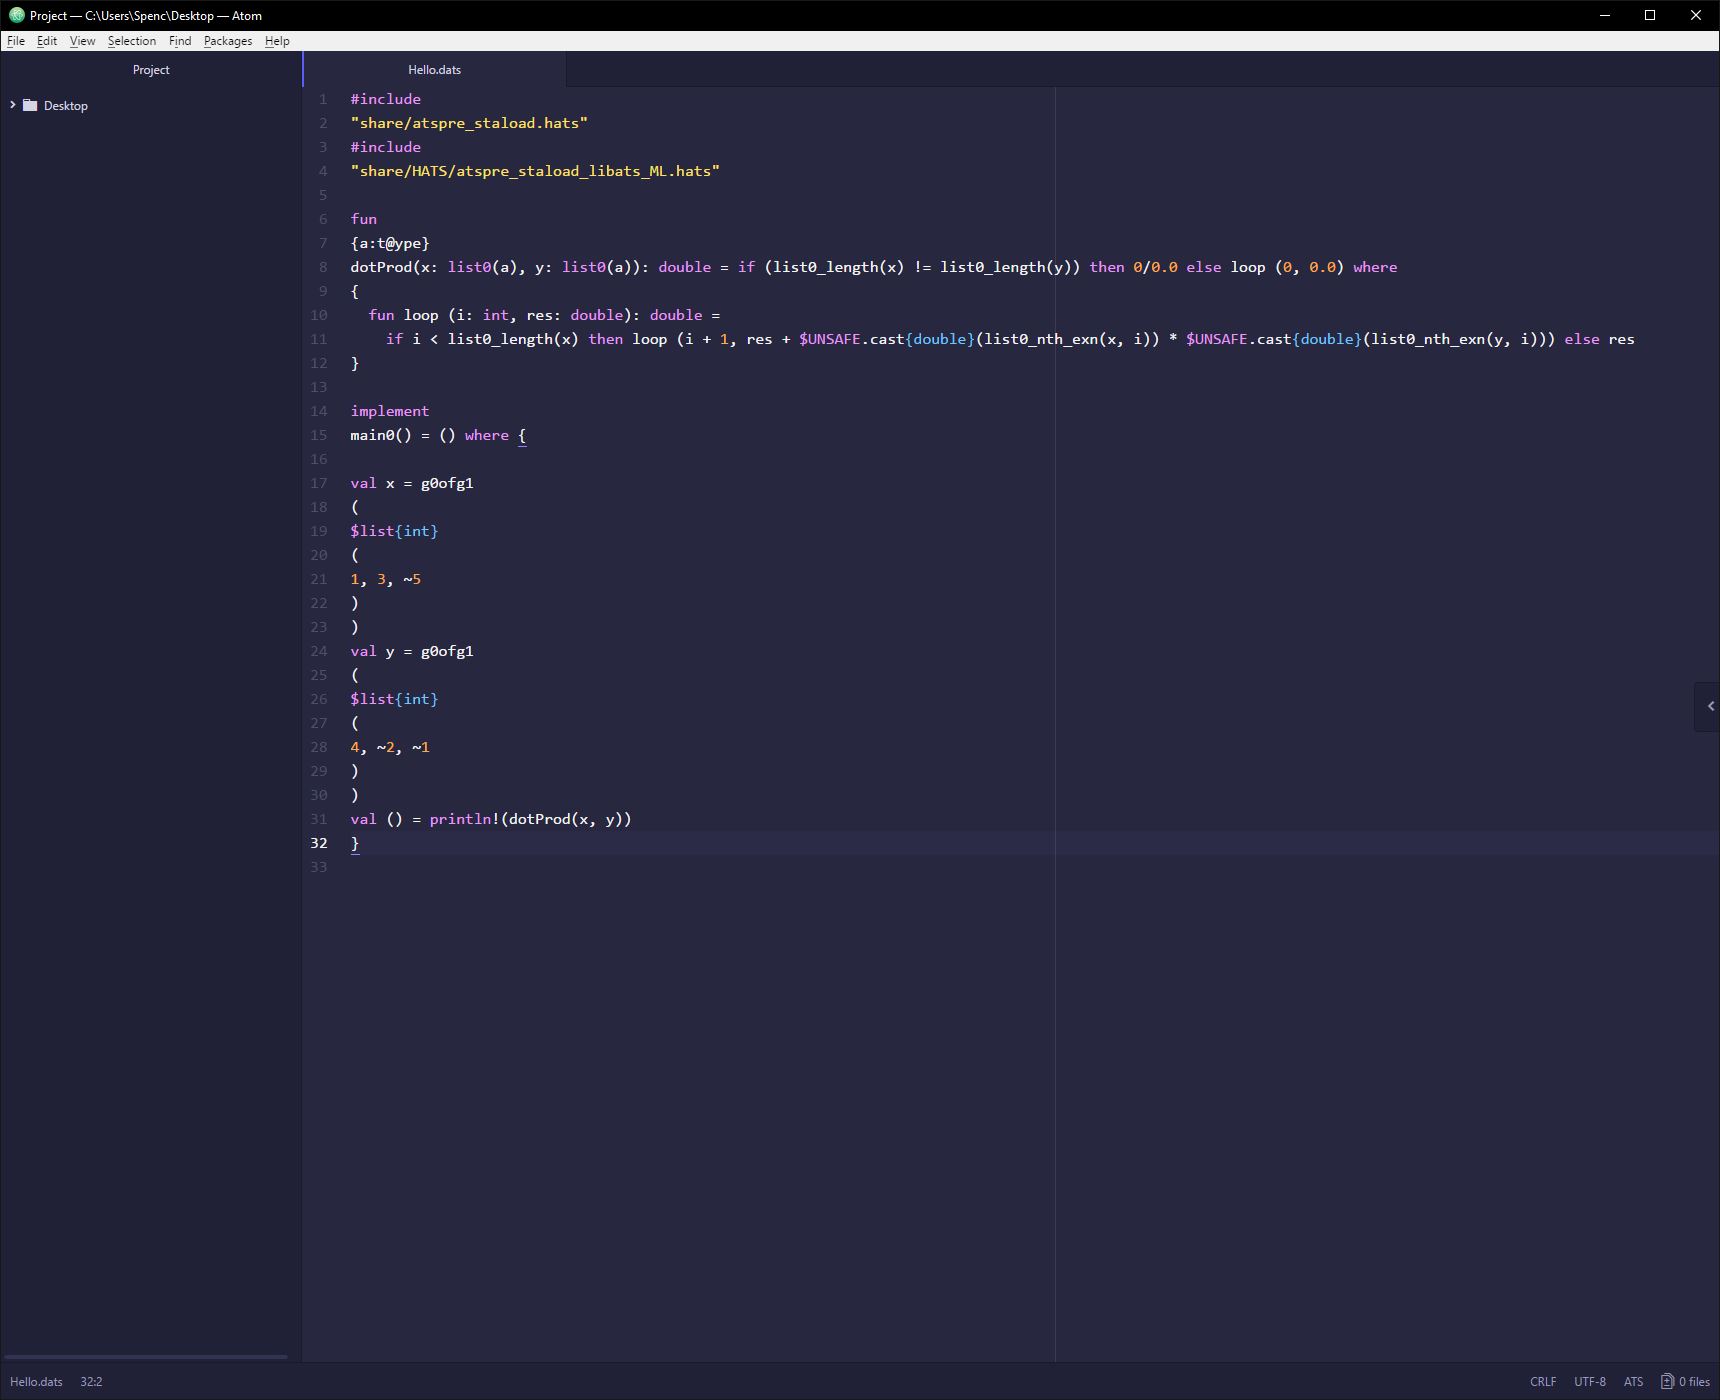 Project — C:\Users\Spenc\Desktop — Atom
File Edit View Selection Find Packages Help
Project
Hello.dats
Desktop
1 #include
2 "share/atspre_staload.hats"
3 #include
4 "share/HATS/atspre_staload_libats_ML.hats"
5
6 fun
7 {a:t@ype}
8 dotProd(x: list0(a), y: list0(a)): double = if (list0_length(x) != list0_length(y)) then 0/0.0 else loop (0, 0.0) where
9 {
10   fun loop (i: int, res: double): double =
11     if i < list0_length(x) then loop (i + 1, res + $UNSAFE.cast{double}(list0_nth_exn(x, i)) * $UNSAFE.cast{double}(list0_nth_exn(y, i))) else res
12 }
13
14 implement
15 main0() = () where {
16
17 val x = g0ofg1
18 (
19 $list{int}
20 (
21 1, 3, ~5
22 )
23 )
24 val y = g0ofg1
25 (
26 $list{int}
27 (
28 4, ~2, ~1
29 )
30 )
31 val () = println!(dotProd(x, y))
32 }
33
Hello.dats 32:2 CRLF UTF-8 ATS 0 files